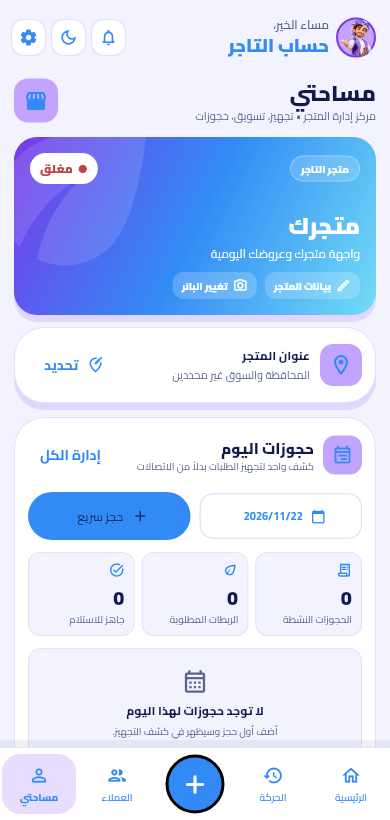 مساء الخير،
حساب التاجر
مساحتي
مركز إدارة المتجر • تجهيز، تسويق، حجوزات
متجر التاجر
مغلق
متجرك
واجهة متجرك وعروضك اليومية
بيانات المتجر
تغيير البانر
عنوان المتجر
المحافظة والسوق غير محددين
تحديد
حجوزات اليوم
كشف واحد لتجهيز الطلبات بدلاً من الاتصالات
إدارة الكل
2026/11/22
حجز سريع
0
الحجوزات النشطة
0
الربطات المطلوبة
0
جاهز للاستلام
لا توجد حجوزات لهذا اليوم
أضف أول حجز وسيظهر في كشف التجهيز.
الرئيسية
الحركة
العملاء
مساحتي